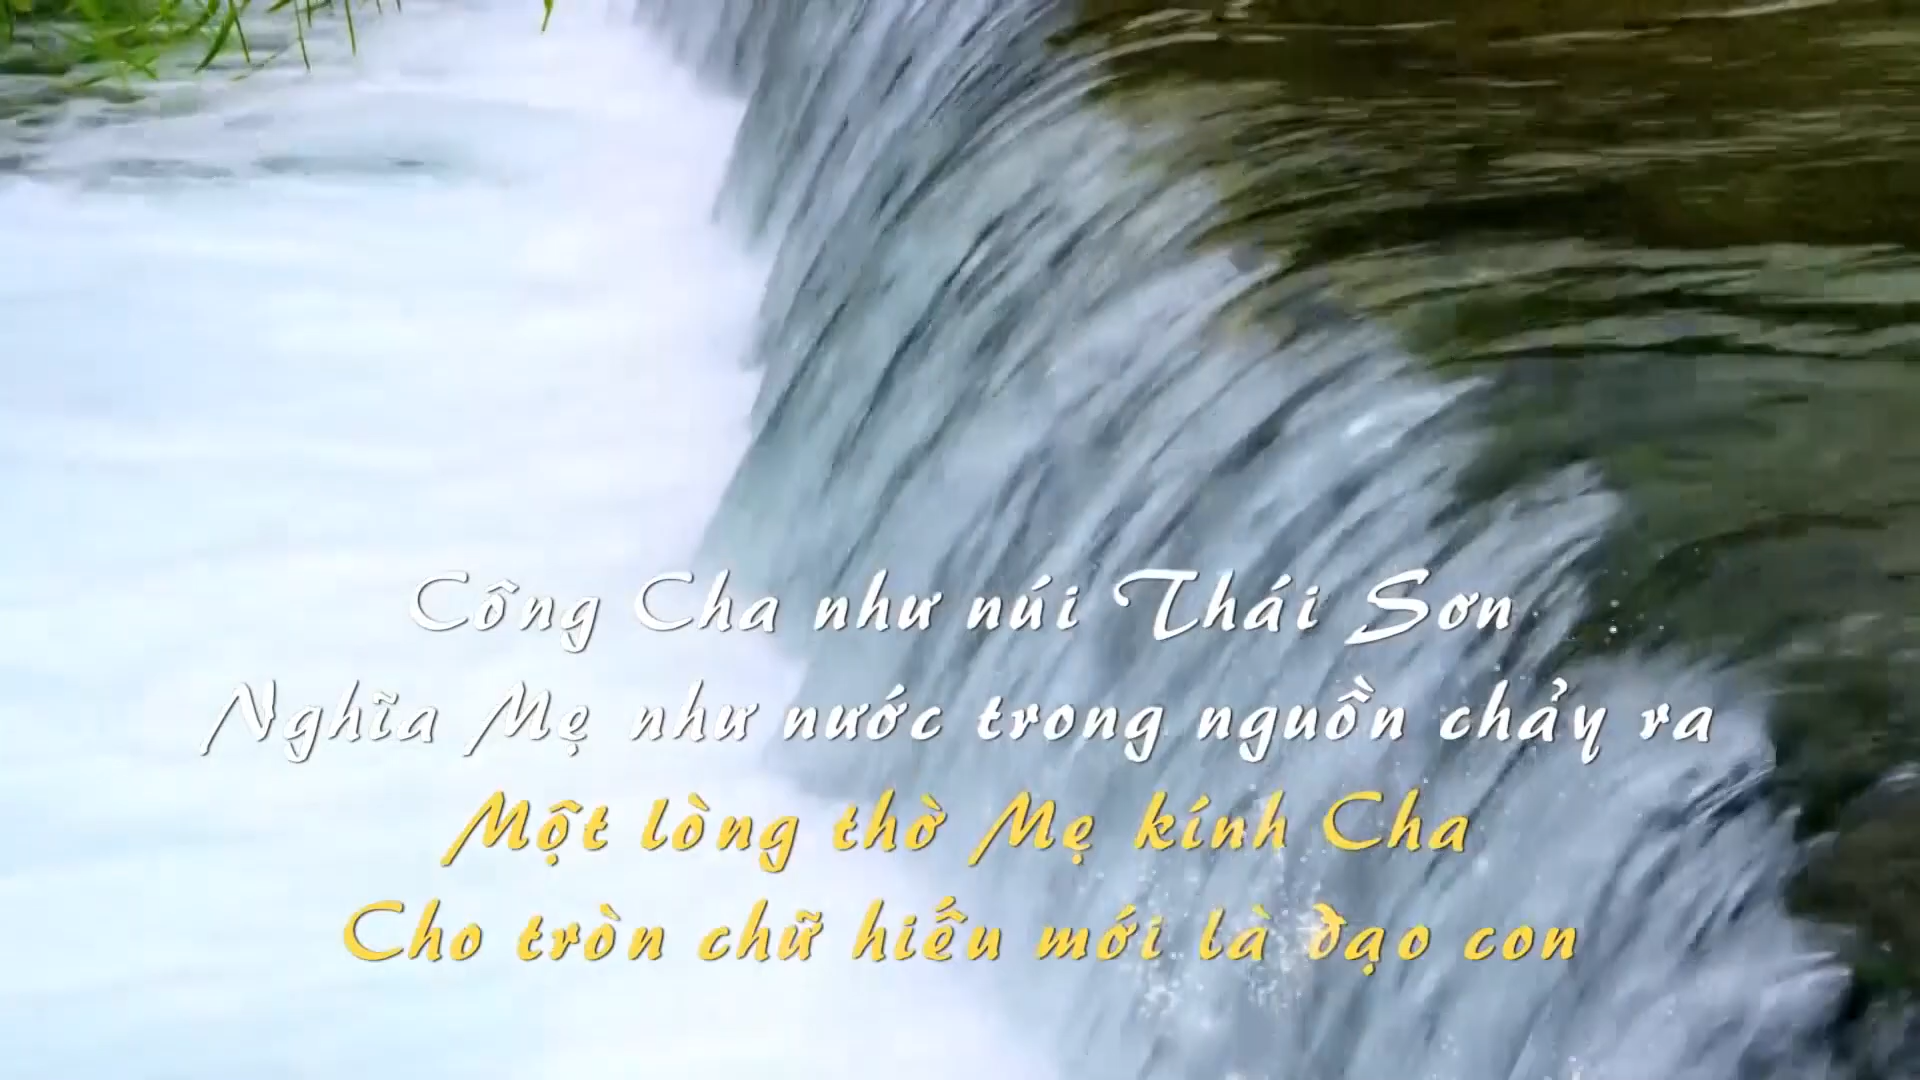 Công Cha như núi Thái Sơn
Nghĩa Mẹ như nước trong nguồn chảy ra
Một lòng thờ Mẹ kính Cha
Cho tròn chữ hiếu mới là đạo con